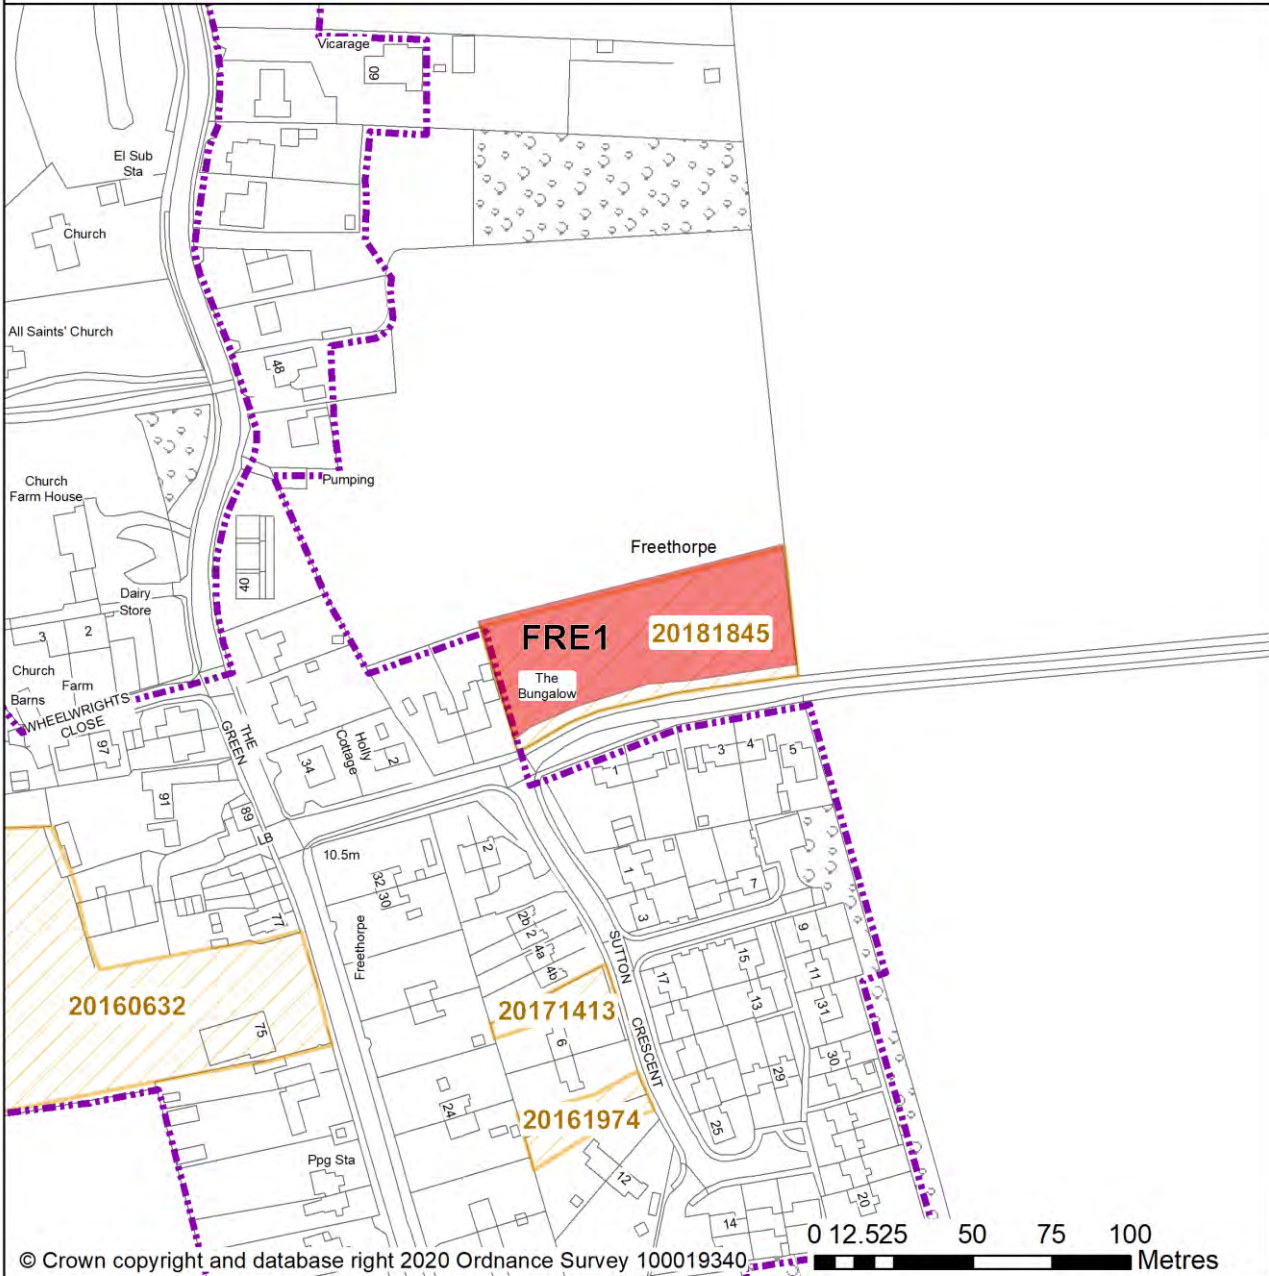 Vicarage
60
El Sub
Sta
Church
All Saints' Church
48
Pumping
Church
Farm House
40
Dairy
Store
3
2
Church
Farm
Barns
WHEELWRIGHTS
CLOSE
97
THE
GREEN
Freethorpe
FRE1
20181845
The
Bungalow
Holly
Cottage
2
34
91
89
LB
10.5m
1
3
4
5
2
32
30
1
3
7
77
Freethorpe
2b
2
4a
4b
SUTTON
CRESCENT
9
11
15
13
17
31
30
29
25
20160632
75
20171413
6
20161974
24
12
Ppg Sta
20
14
0 12.525 50 75 100
Metres
© Crown copyright and database right 2020 Ordnance Survey 100019340